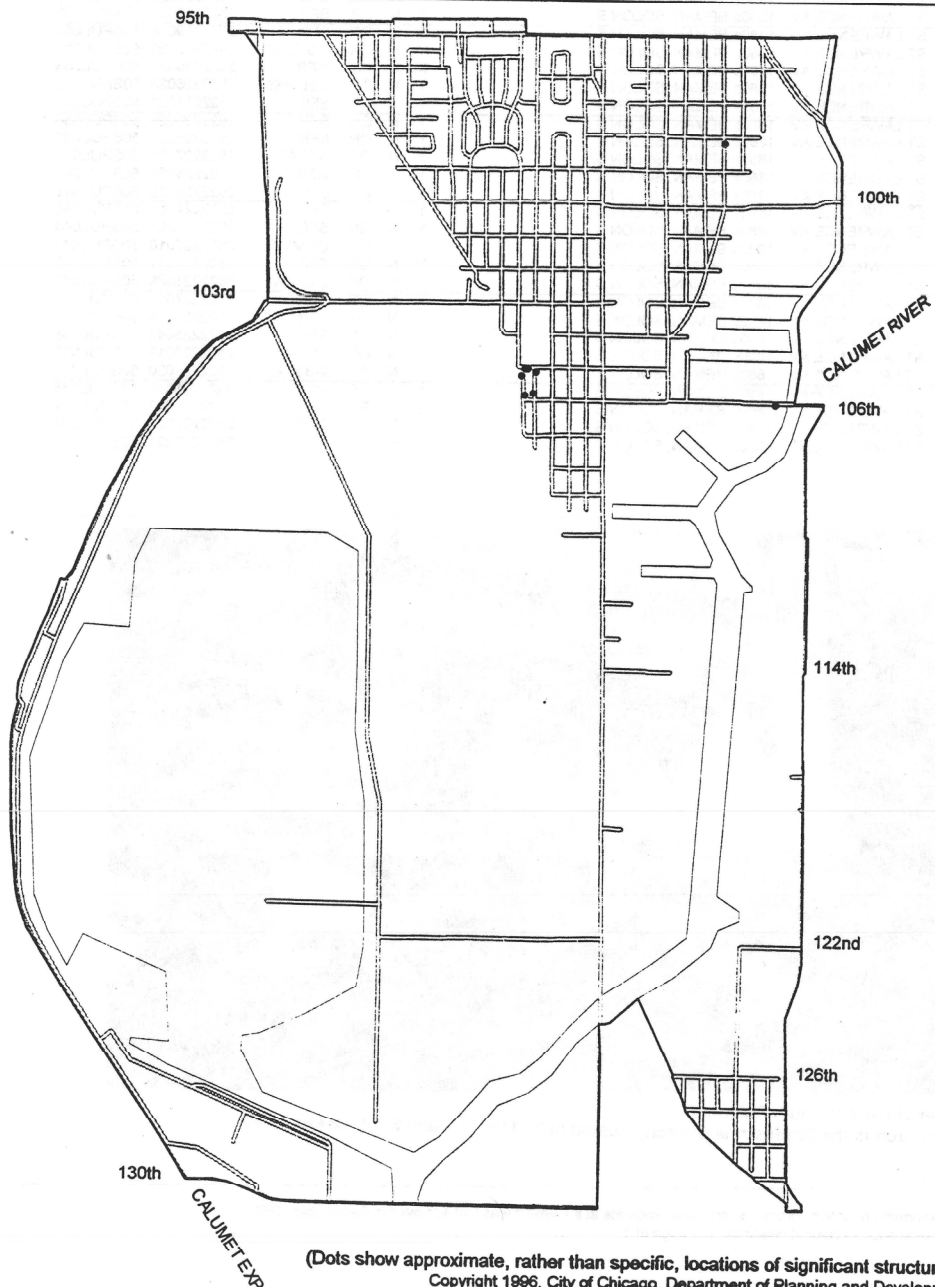 95th
100th
103rd
CALUMET RIVER
106th
114th
122nd
126th
130th
CALUMET EXP
(Dots show approximate, rather than specific, locations of significant structur
Copyright 1996, City of Chicago, Department of Planning and Develop